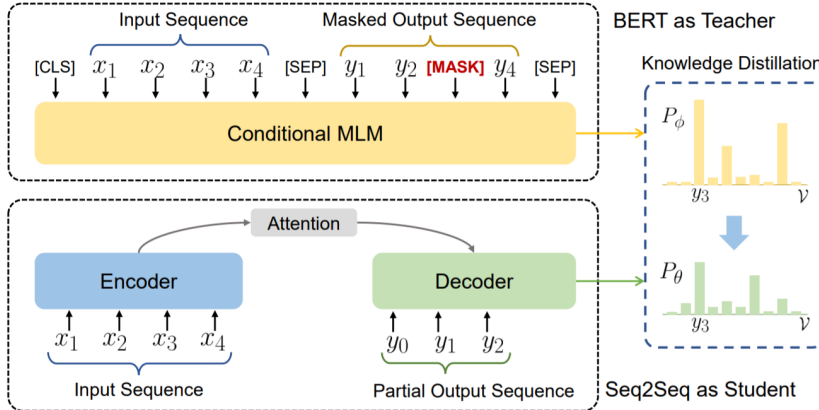 Input Sequence
Masked Output Sequence
BERT as Teacher
[CLS] x1 x2 x3 x4 [SEP] y1 y2 [MASK] y4 [SEP]
Knowledge Distillation
Conditional MLM
Pϕ
y3 𝒱
Attention
Encoder
Decoder
Pθ
y3 𝒱
x1 x2 x3 x4
y0 y1 y2
Input Sequence
Partial Output Sequence
Seq2Seq as Student